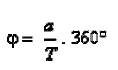 φ = a/T . 360°